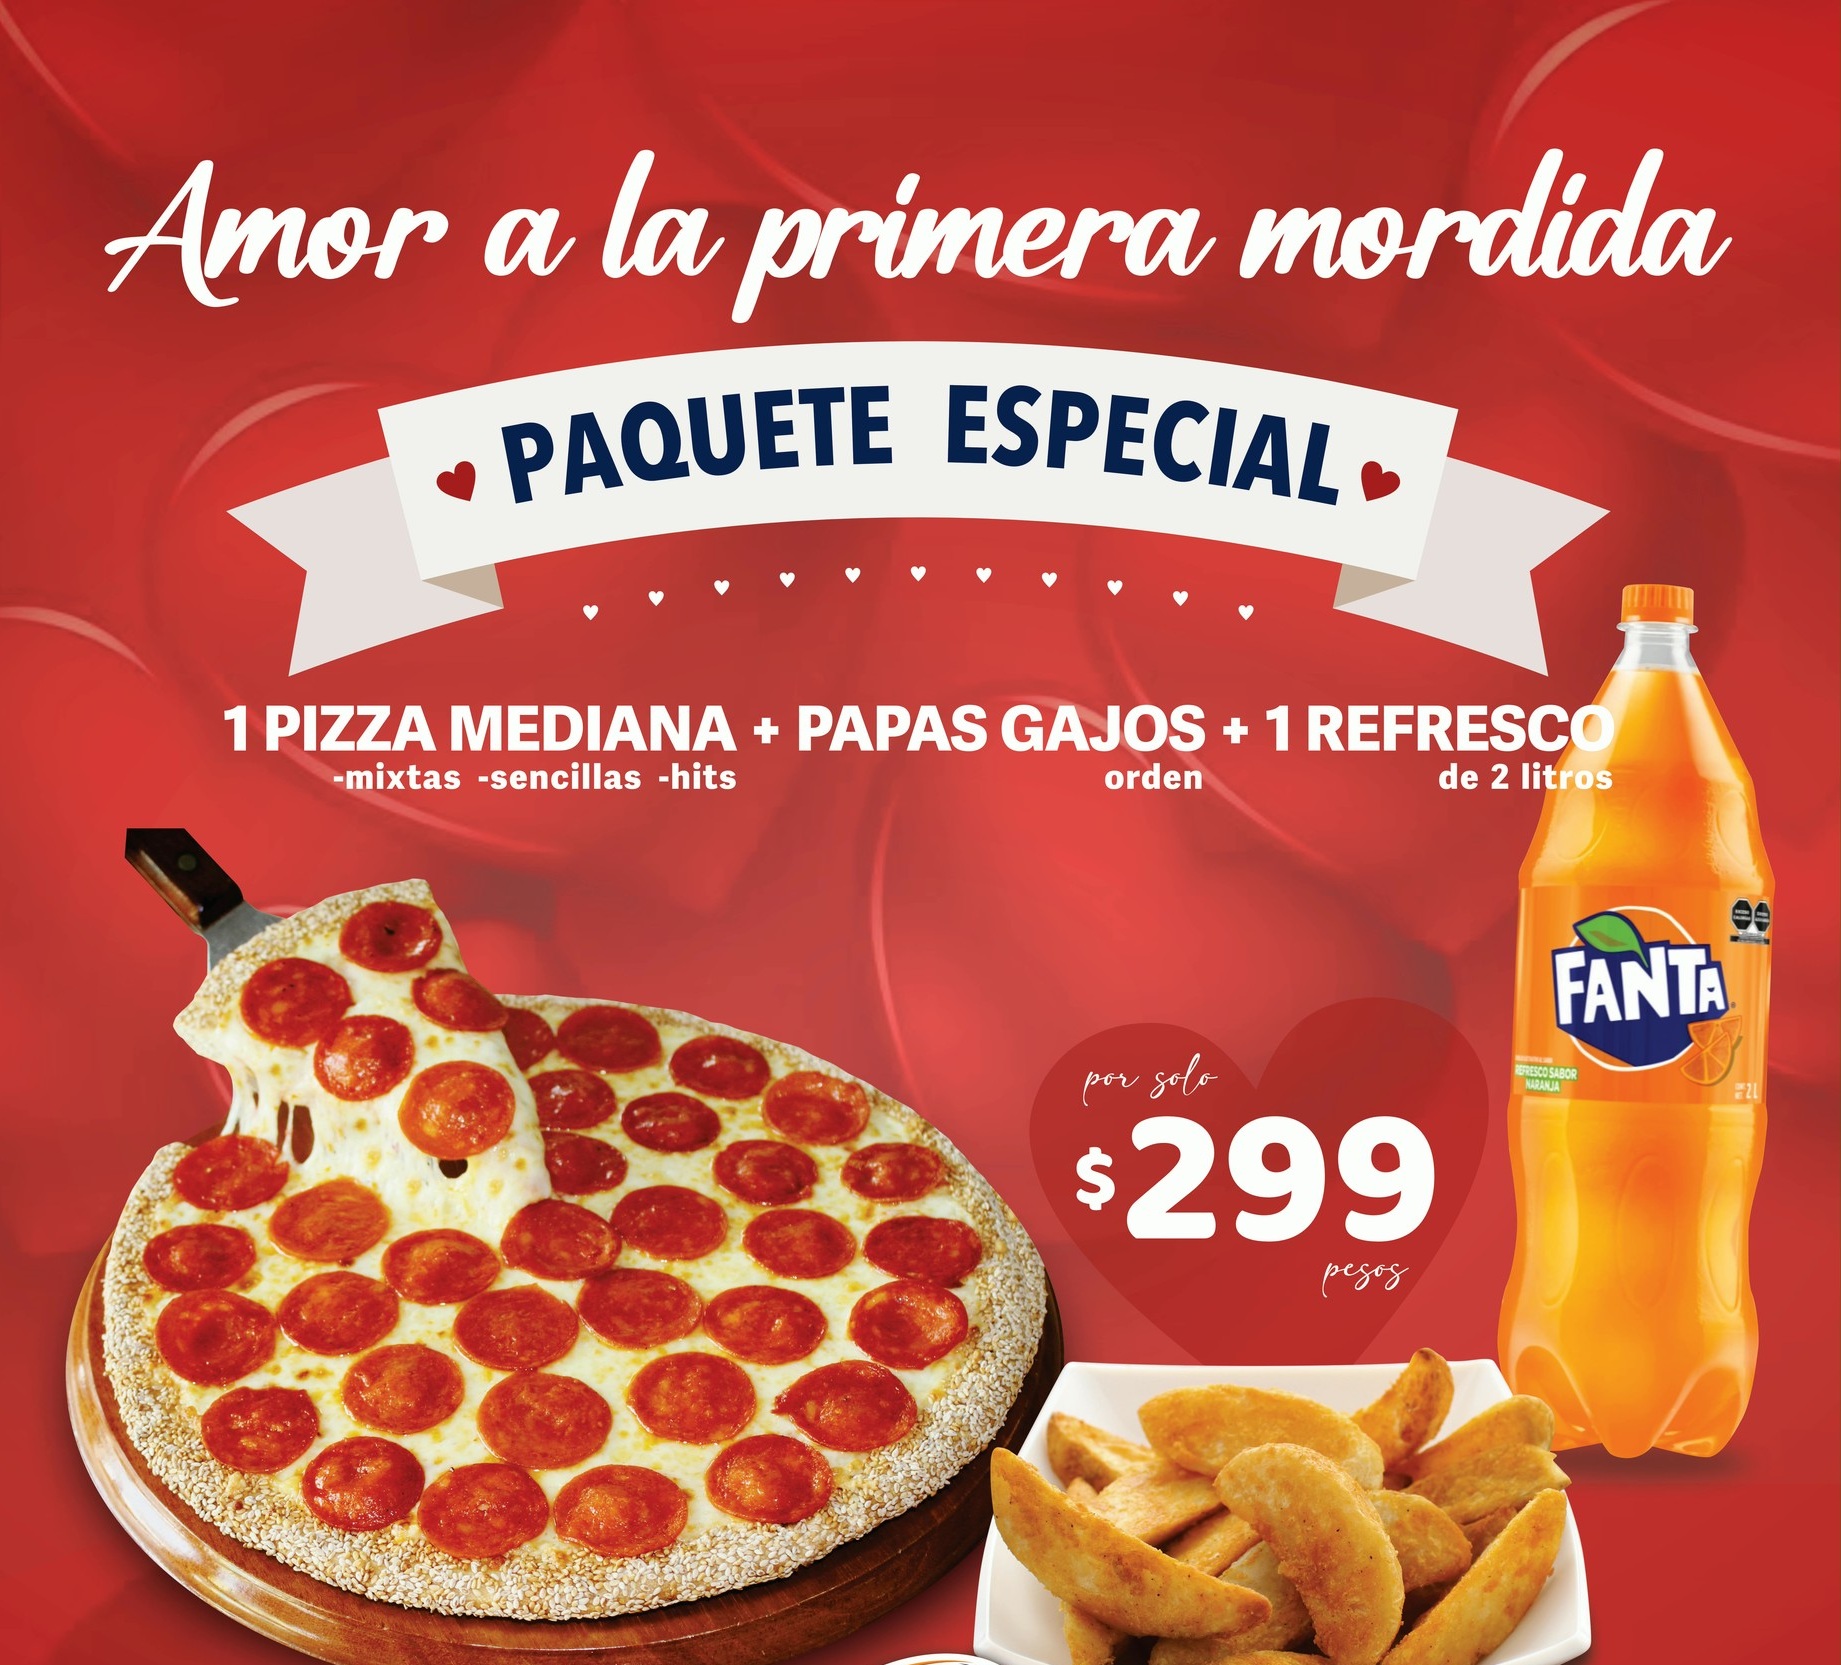 Amor a la primera mordida
PAQUETE ESPECIAL
1 PIZZA MEDIANA + PAPAS GAJOS + 1 REFRESCO
-mixtas -sencillas -hits orden de 2 litros
FANTA
REFRESCO SABOR
NARANJA
2 L
por solo
$299
pesos